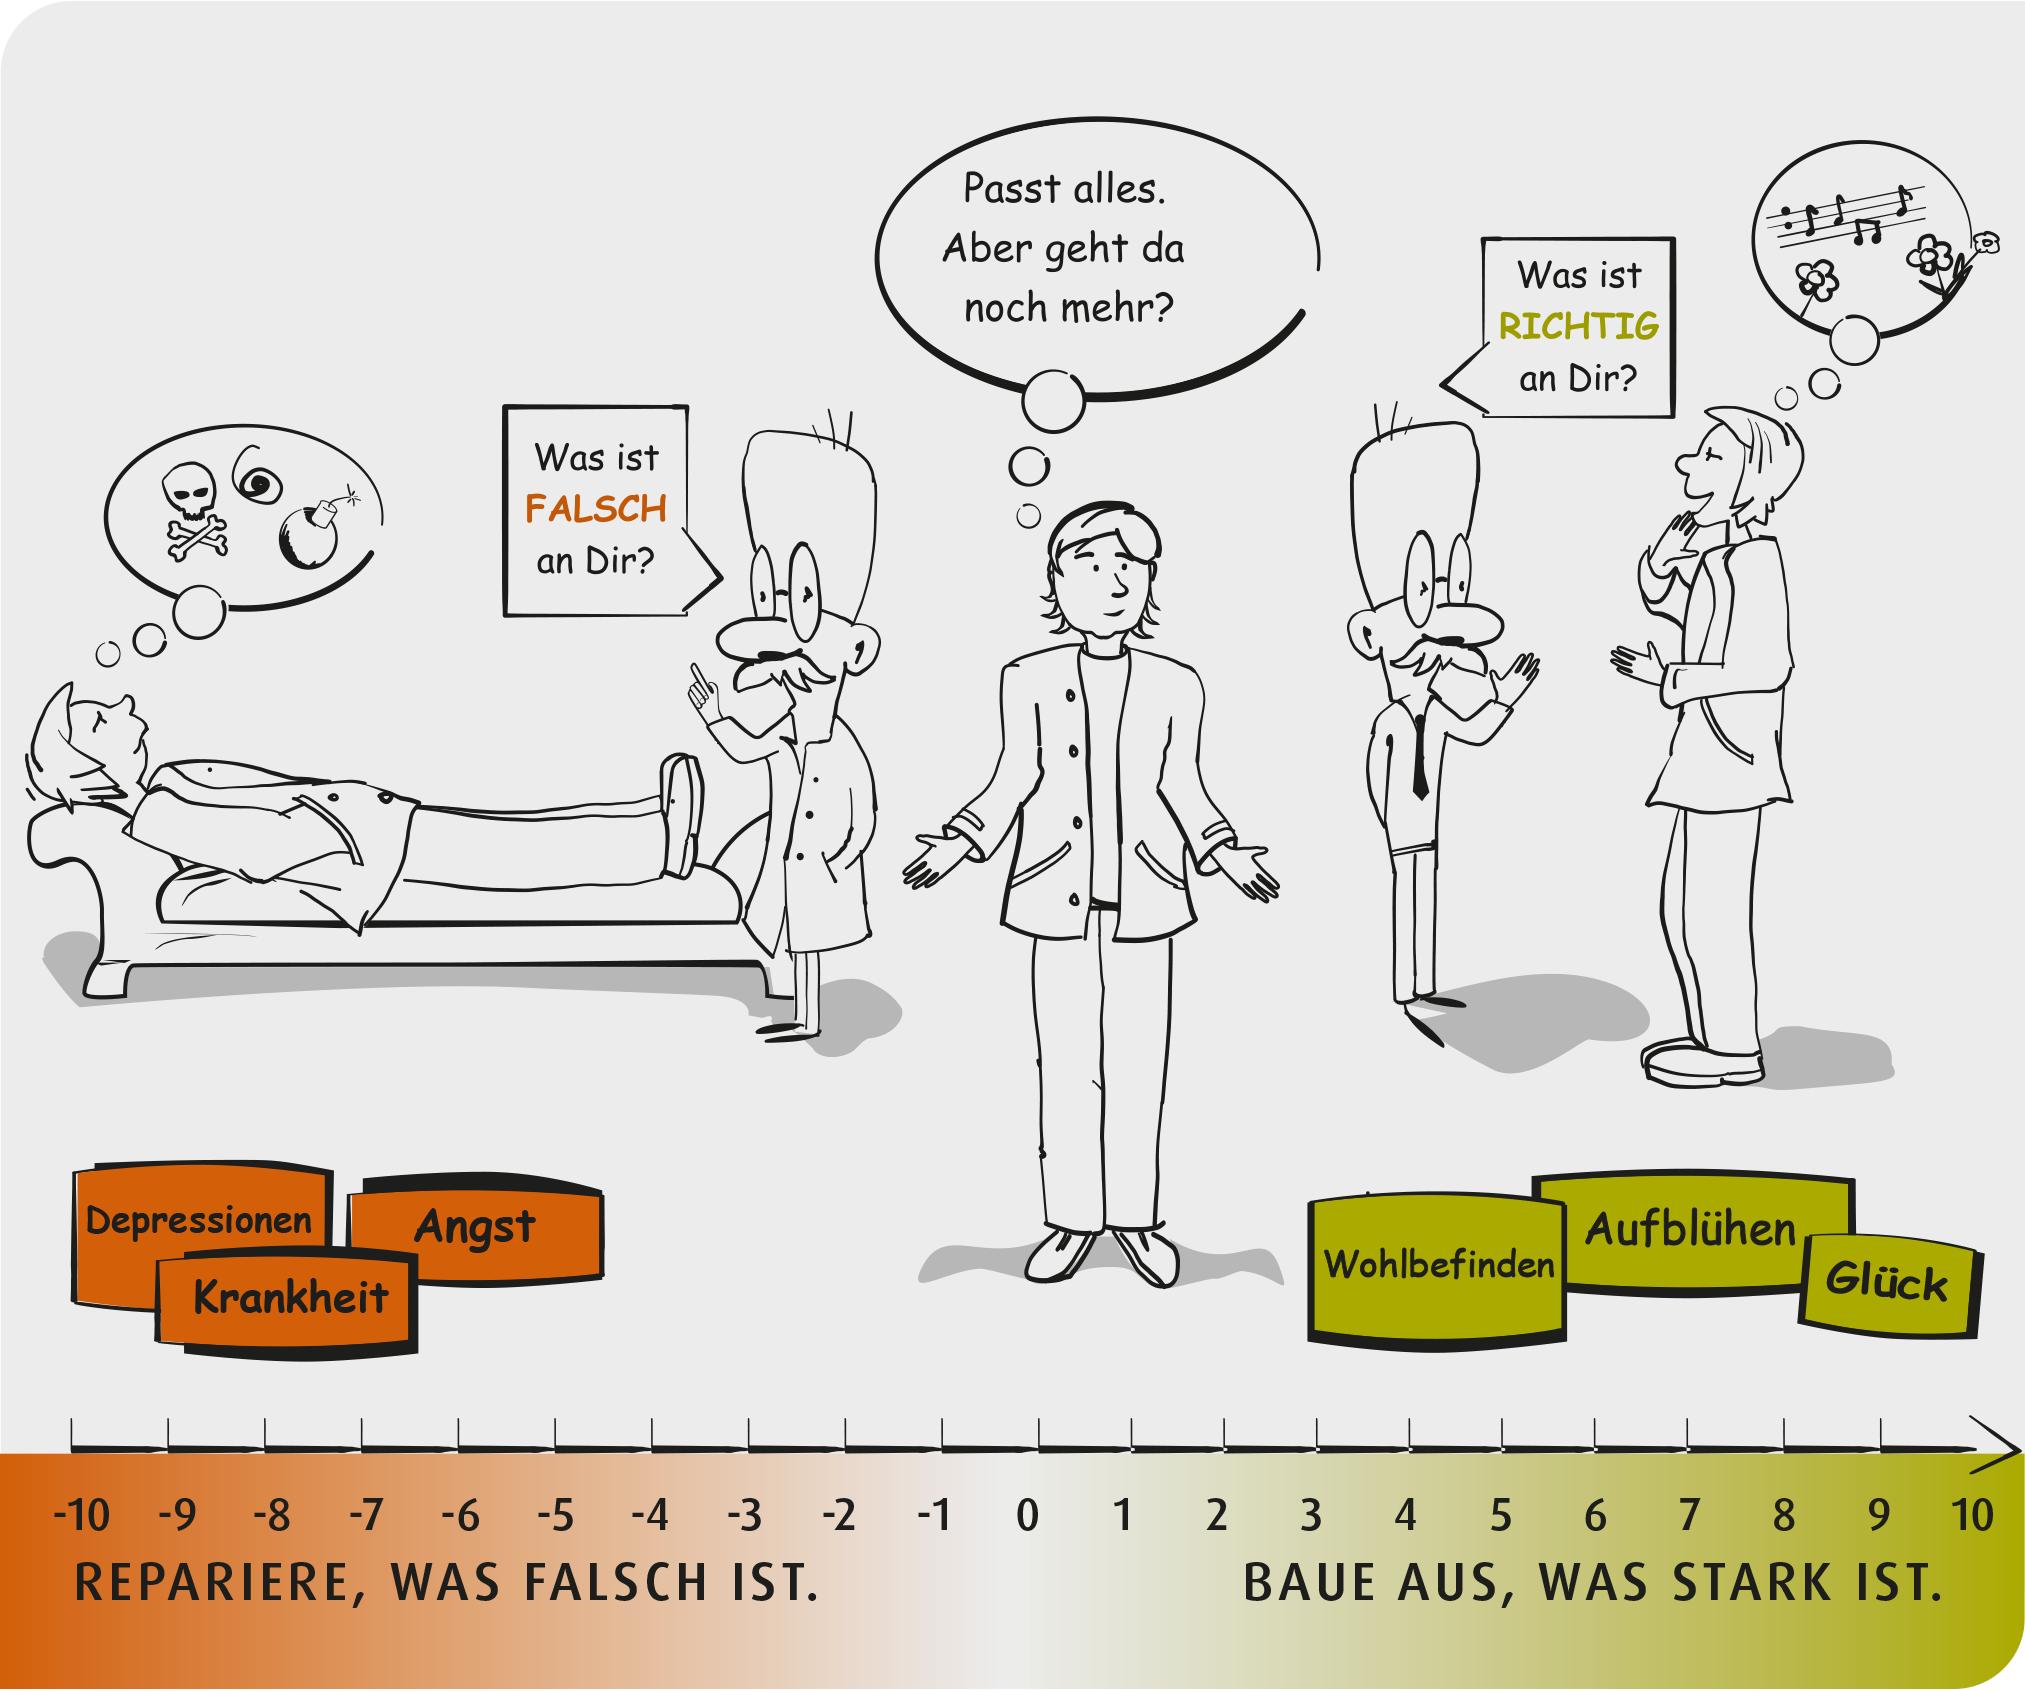 Passt alles.
Aber geht da
noch mehr?
Was ist
RICHTIG
an Dir?
Was ist
FALSCH
an Dir?
Depressionen
Angst
Krankheit
Wohlbefinden
Aufblühen
Glück
-10 -9 -8 -7 -6 -5 -4 -3 -2 -1 0 1 2 3 4 5 6 7 8 9 10
REPARIERE, WAS FALSCH IST.
BAUE AUS, WAS STARK IST.